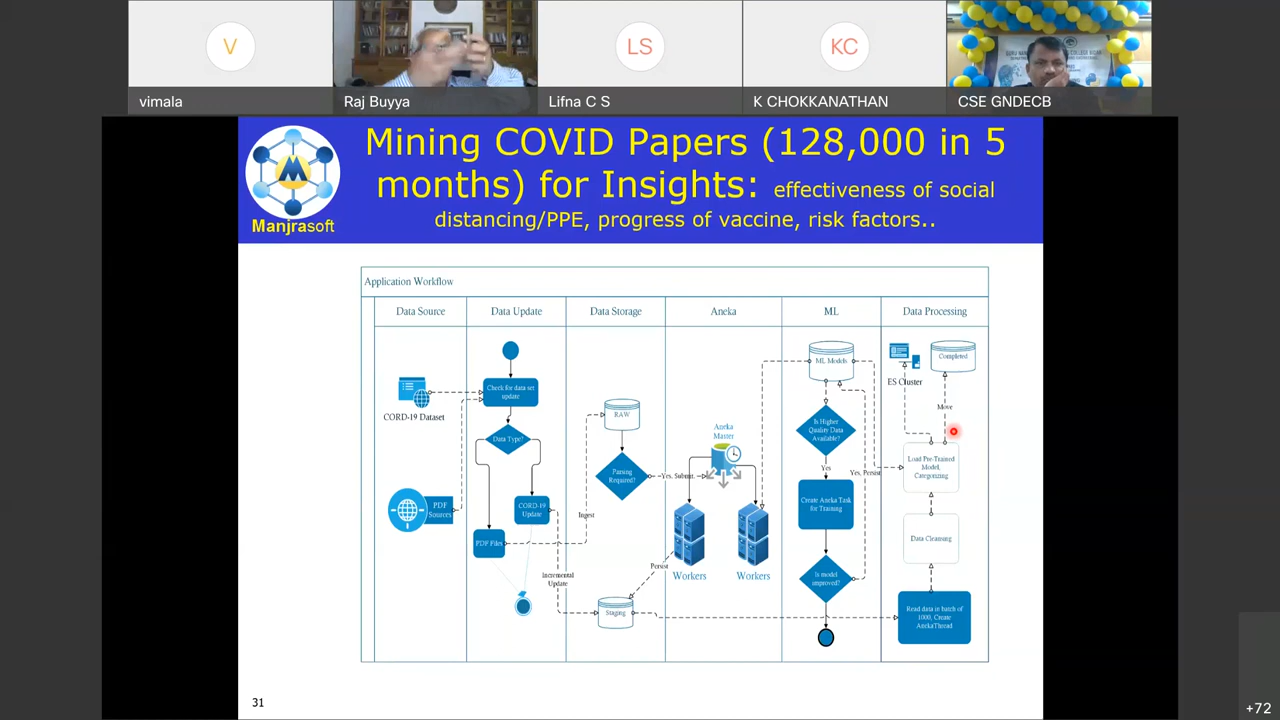 V
LS
KC
vimala
Raj Buyya
Lifna C S
K CHOKKANATHAN
CSE GNDECB
Manjrasoft
Mining COVID Papers (128,000 in 5
months) for Insights: effectiveness of social
distancing/PPE, progress of vaccine, risk factors..
Application Workflow
Data Source
Data Update
Data Storage
Aneka
ML
Data Processing
CORD-19 Dataset
PDF
Sources
Check for data set
update
Data Type?
CORD-19
Update
PDF Files
Incremental
Update
Ingest
RAW
Parsing
Required?
Yes, Submit
Persist
Staging
Aneka
Master
Workers
Workers
ML Models
Is Higher
Quality Data
Available?
Yes
Yes, Persist
Create Aneka Task
for Training
Is model
improved?
ES Cluster
Completed
Move
Load Pre-Trained
Model,
Categorizing
Data Cleansing
Read data in batch of
1000, Create
AnekaThread
31
+72